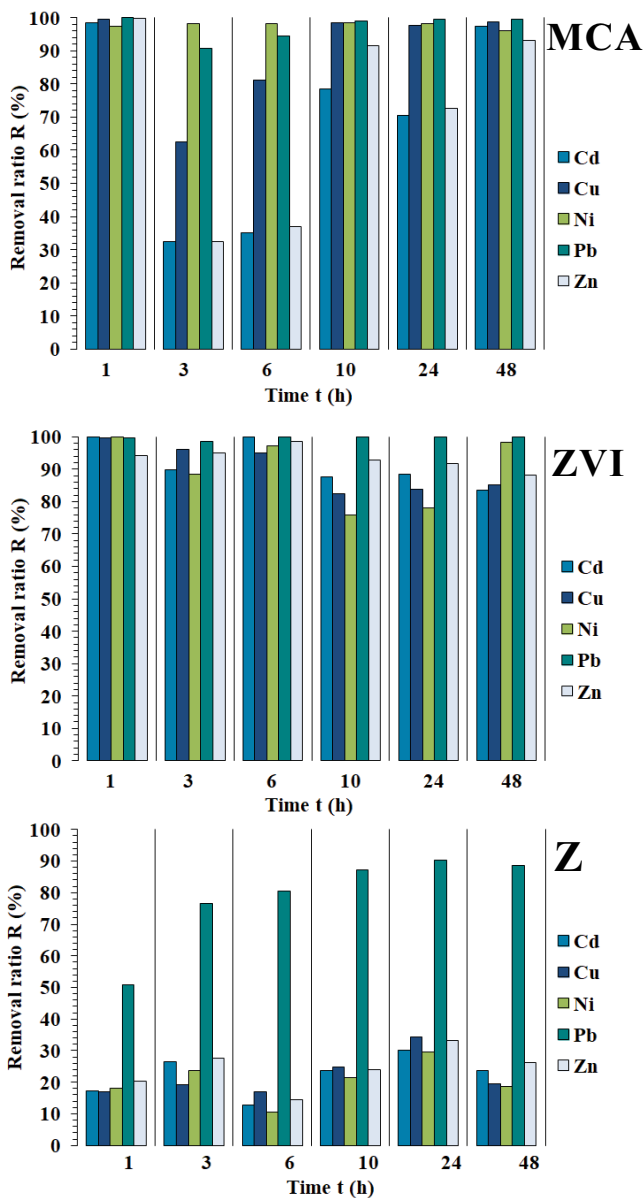 MCA
Removal ratio R (%)
100
90
80
70
60
50
40
30
20
10
0
1 3 6 10 24 48
Time t (h)
Cd
Cu
Ni
Pb
Zn
ZVI
Removal ratio R (%)
100
90
80
70
60
50
40
30
20
10
0
1 3 6 10 24 48
Time t (h)
Cd
Cu
Ni
Pb
Zn
Z
Removal ratio R (%)
100
90
80
70
60
50
40
30
20
10
0
1 3 6 10 24 48
Time t (h)
Cd
Cu
Ni
Pb
Zn